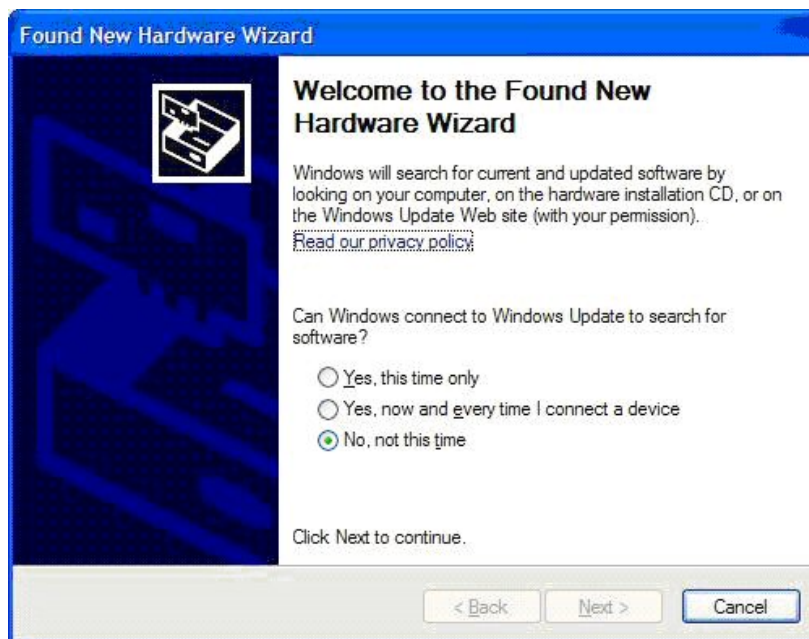 Found New Hardware Wizard
Welcome to the Found New
Hardware Wizard
Windows will search for current and updated software by
looking on your computer, on the hardware installation CD, or on
the Windows Update Web site (with your permission).
Read our privacy policy
Can Windows connect to Windows Update to search for
software?
Yes, this time only
Yes, now and every time I connect a device
No, not this time
Click Next to continue.
< Back Next > Cancel